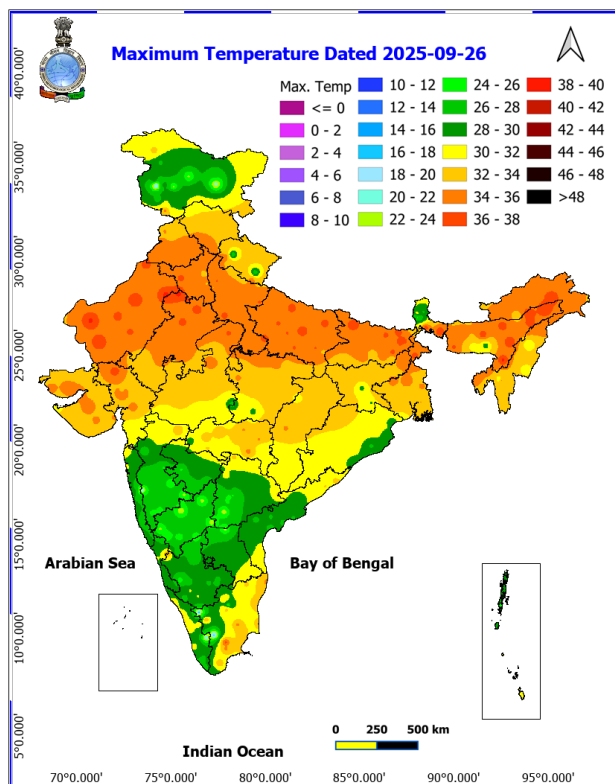 Maximum Temperature Dated 2025-09-26
Max. Temp
<= 0
0 - 2
2 - 4
4 - 6
6 - 8
8 - 10
10 - 12
12 - 14
14 - 16
16 - 18
18 - 20
20 - 22
22 - 24
24 - 26
26 - 28
28 - 30
30 - 32
32 - 34
34 - 36
36 - 38
38 - 40
40 - 42
42 - 44
44 - 46
46 - 48
>48
40°0.000'
35°0.000'
30°0.000'
25°0.000'
20°0.000'
15°0.000'
10°0.000'
5°0.000'
Arabian Sea
Bay of Bengal
0 250 500 km
Indian Ocean
70°0.000' 75°0.000' 80°0.000' 85°0.000' 90°0.000' 95°0.000'